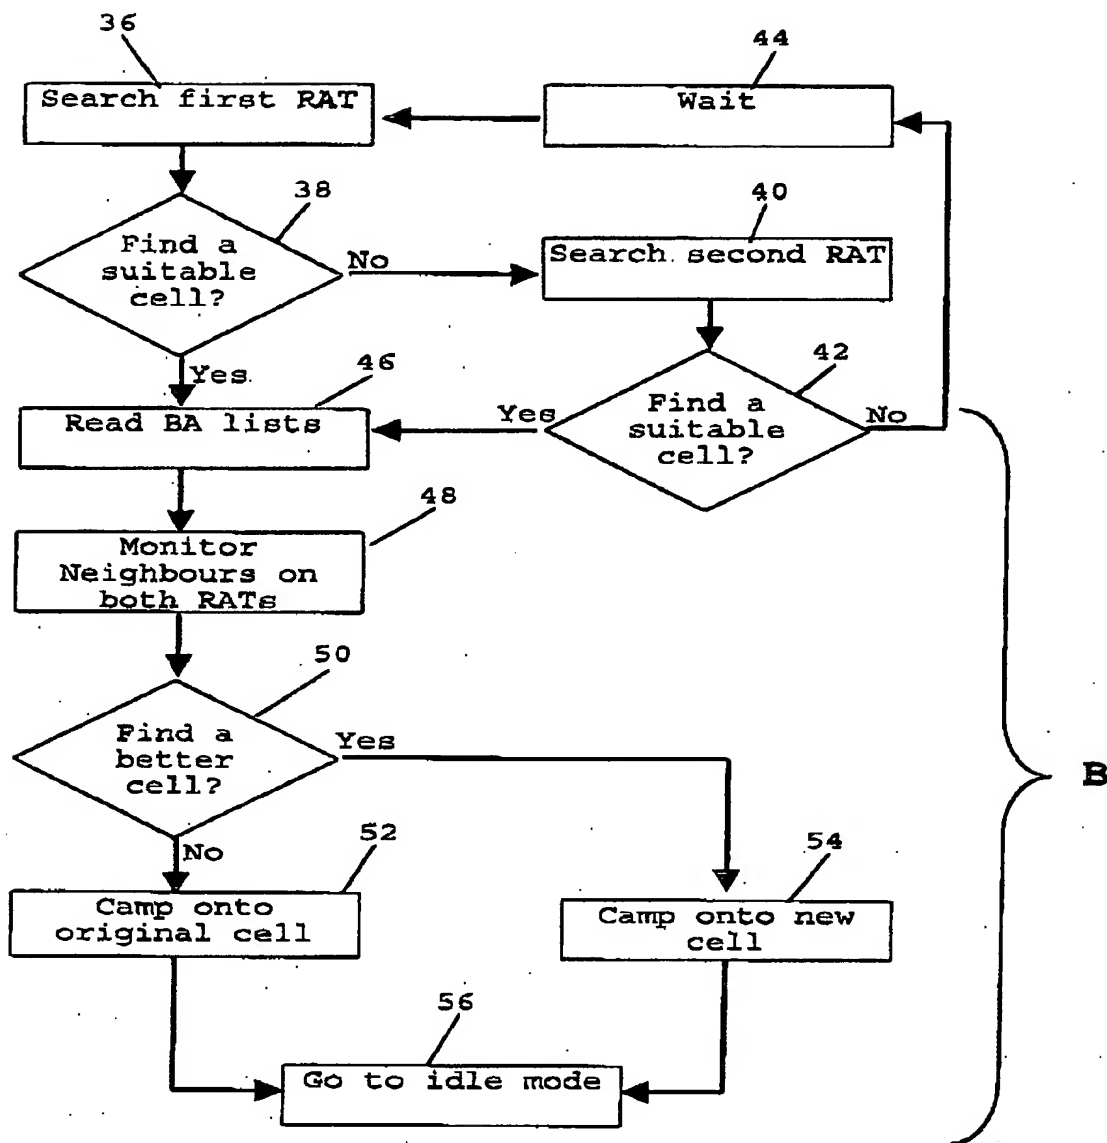 36
Search first RAT
44
Wait
38
Find a
suitable
cell?
No
40
Search second RAT
Yes
46
Read BA lists
42
Find a
suitable
cell?
Yes
No
48
Monitor
Neighbours on
both RATs
50
Find a
better
cell?
Yes
No
B
52
Camp onto
original cell
54
Camp onto new
cell
56
Go to idle mode